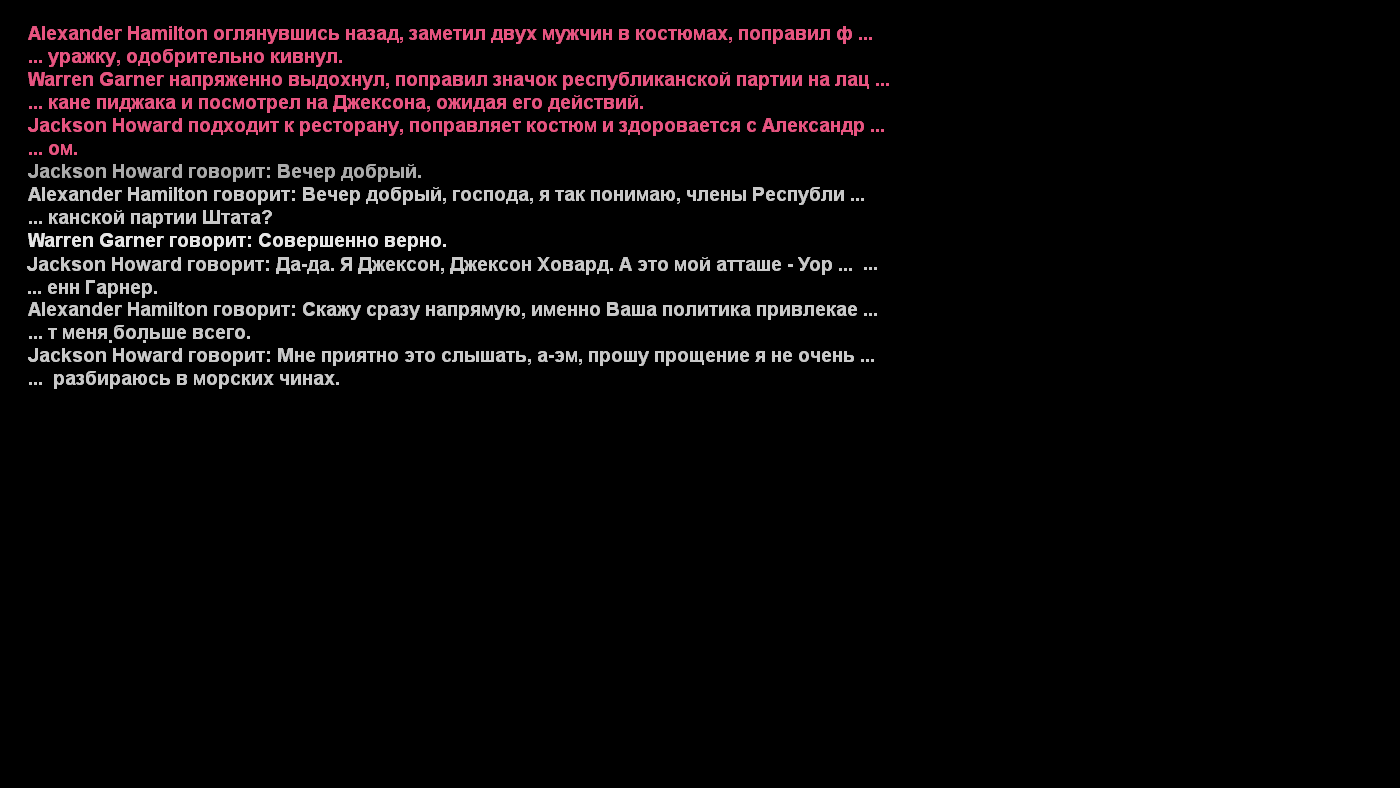 Alexander Hamilton оглянувшись назад, заметил двух мужчин в костюмах, поправил ф ...
... уражку, одобрительно кивнул.
Warren Garner напряженно выдохнул, поправил значок республиканской партии на лац ...
... кане пиджака и посмотрел на Джексона, ожидая его действий.
Jackson Howard подходит к ресторану, поправляет костюм и здоровается с Александр ...
... ом.
Jackson Howard говорит: Вечер добрый.
Alexander Hamilton говорит: Вечер добрый, господа, я так понимаю, члены Республи ...
... канской партии Штата?
Warren Garner говорит: Совершенно верно.
Jackson Howard говорит: Да-да. Я Джексон, Джексон Ховард. А это мой атташе - Уор ... ...
... енн Гарнер.
Alexander Hamilton говорит: Скажу сразу напрямую, именно Ваша политика привлекае ...
... т меня больше всего.
Jackson Howard говорит: Мне приятно это слышать, а-эм, прошу прощение я не очень ...
... разбираюсь в морских чинах.